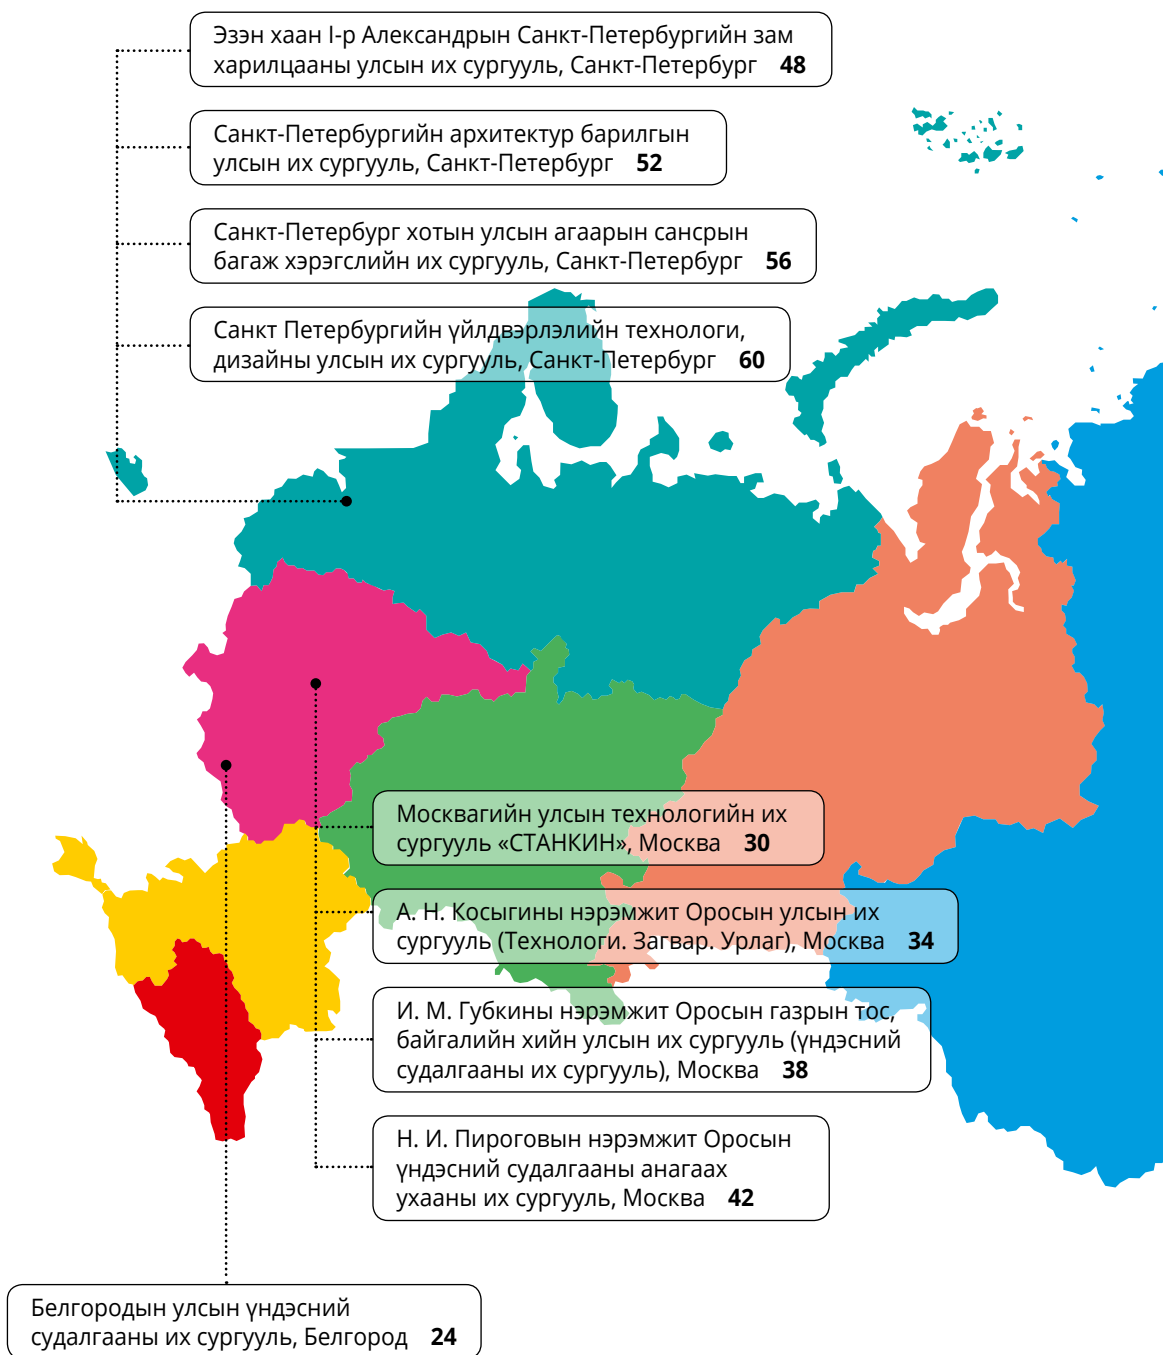 Эзэн хаан I-р Александрын Санкт-Петербургийн зам
харилцааны улсын их сургууль, Санкт-Петербург 48
Санкт-Петербургийн архитектур барилгын
улсын их сургууль, Санкт-Петербург 52
Санкт-Петербург хотын улсын агаарын сансрын
багаж хэрэгслийн их сургууль, Санкт-Петербург 56
Санкт Петербургийн үйлдвэрлэлийн технологи,
дизайны улсын их сургууль, Санкт-Петербург 60
Москвагийн улсын технологийн их
сургууль «СТАНКИН», Москва 30
А. Н. Косыгины нэрэмжит Оросын улсын их
сургууль (Технологи. Загвар. Урлаг), Москва 34
И. М. Губкины нэрэмжит Оросын газрын тос,
байгалийн хийн улсын их сургууль (үндэсний
судалгааны их сургууль), Москва 38
Н. И. Пироговын нэрэмжит Оросын
үндэсний судалгааны анагаах
ухааны их сургууль, Москва 42
Белгородын улсын үндэсний
судалгааны их сургууль, Белгород 24